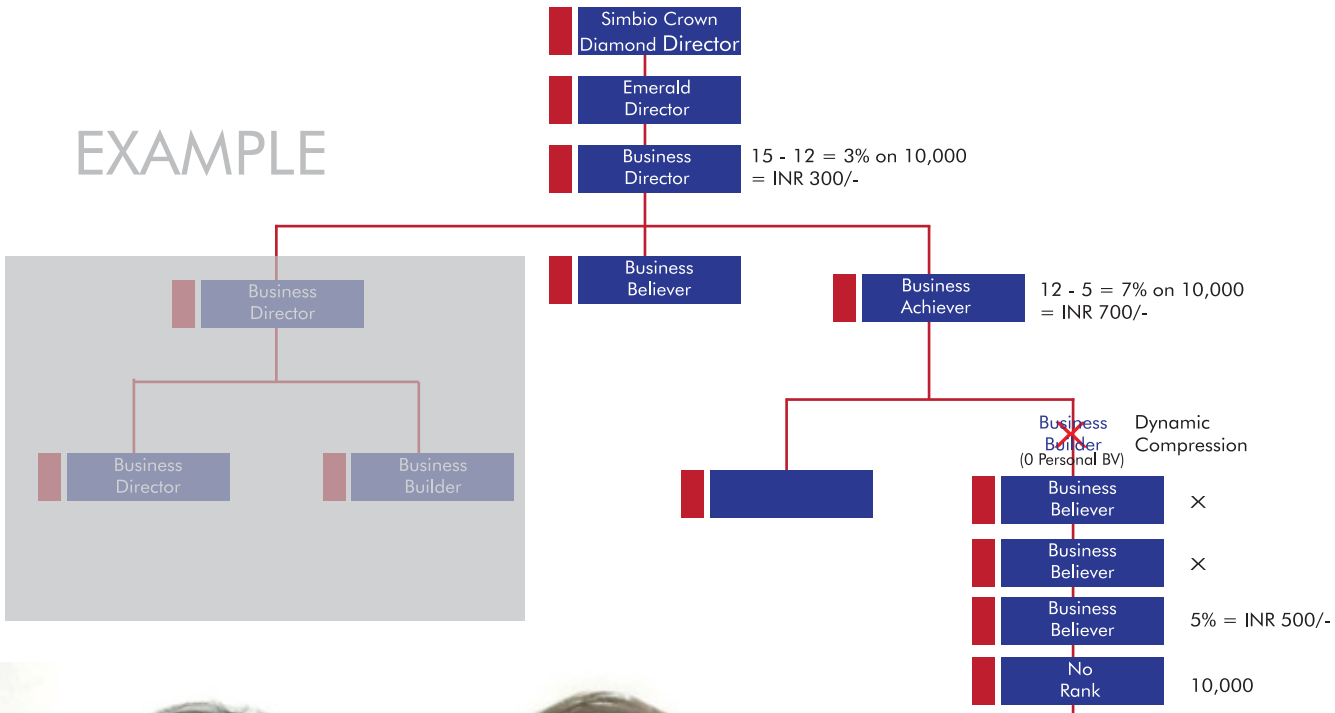 Simbio Crown
Diamond Director
Emerald
Director
EXAMPLE
Business
Director
15 - 12 = 3% on 10,000
= INR 300/-
Business
Director
Business
Believer
Business
Achiever
12 - 5 = 7% on 10,000
= INR 700/-
Business
Builder
(0 Personal BV)
Dynamic
Compression
Business
Director
Business
Builder
Business
Believer
×
Business
Believer
×
Business
Believer
5% = INR 500/-
No
Rank
10,000